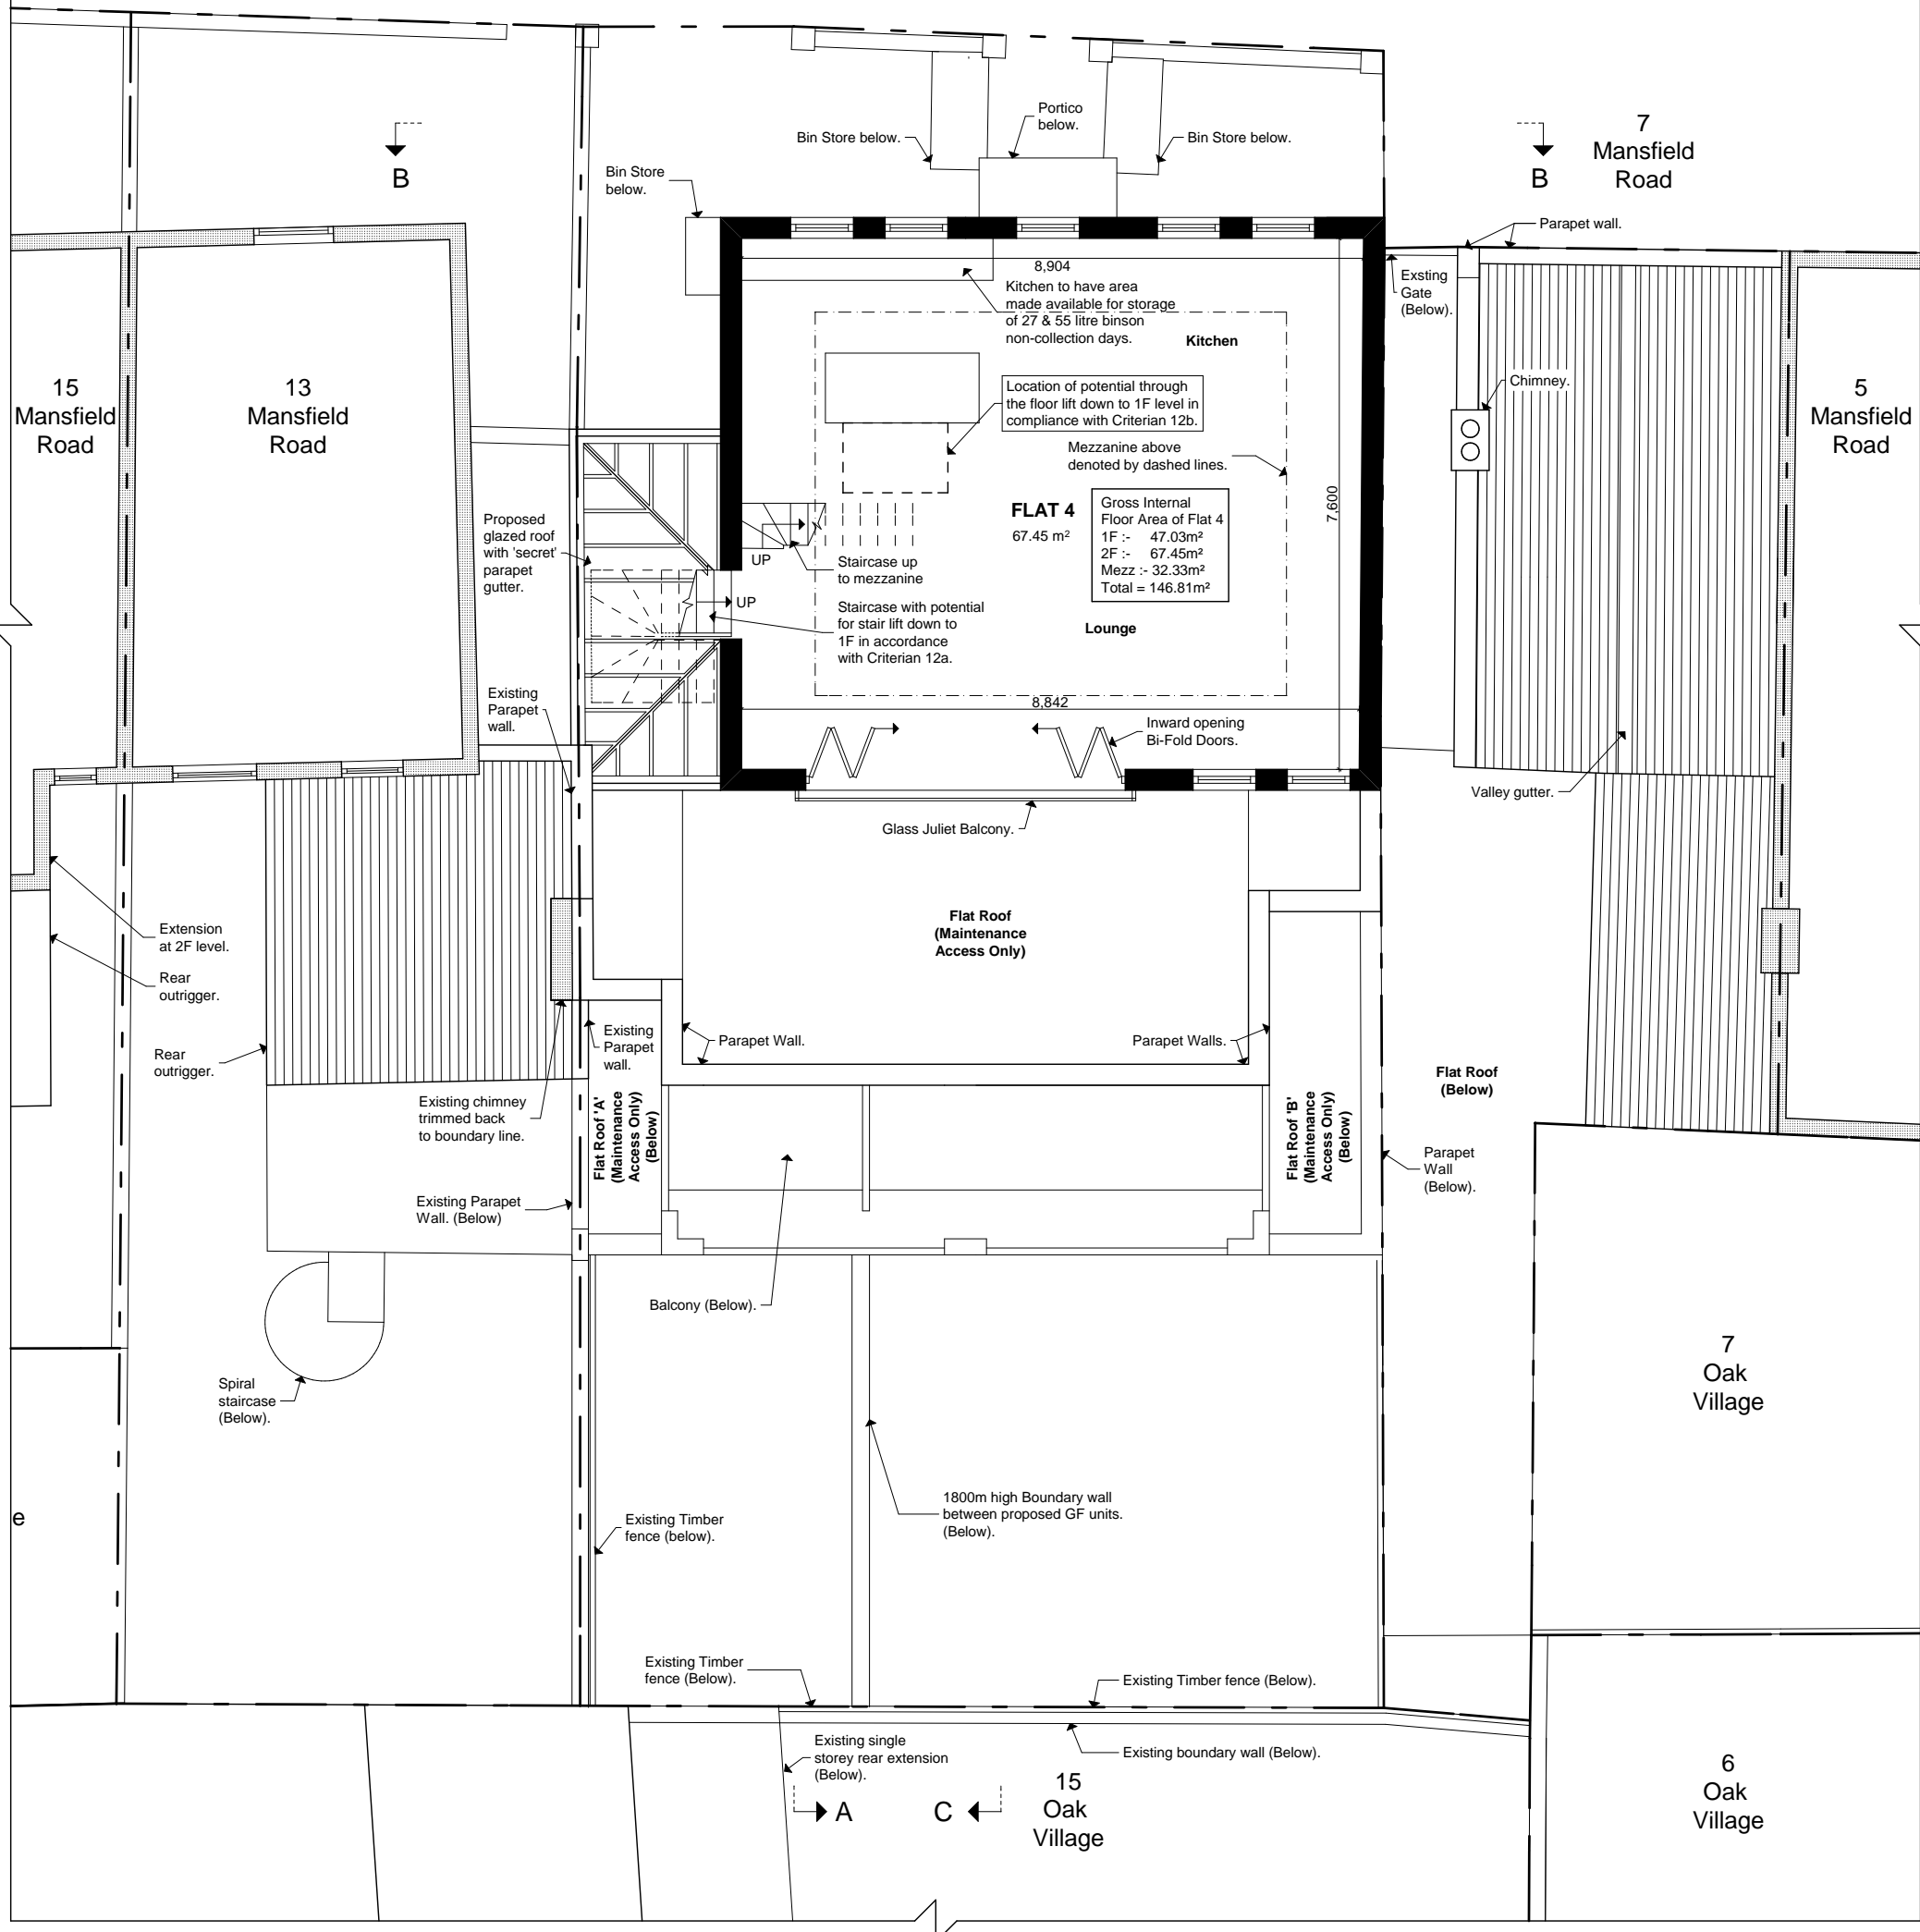 Portico
below.
Bin Store below.
Bin Store below.
Bin Store
below.
B
B
7
Mansfield
Road
Parapet wall.
8,904
Kitchen to have area
made available for storage
of 27 & 55 litre binson
non-collection days.
Kitchen
Exsting
Gate
(Below).
15
Mansfield
Road
13
Mansfield
Road
Location of potential through
the floor lift down to 1F level in
compliance with Criterian 12b.
Chimney.
5
Mansfield
Road
Mezzanine above
denoted by dashed lines.
7,600
FLAT 4
67.45 m²
Gross Internal
Floor Area of Flat 4
1F :- 47.03m²
2F :- 67.45m²
Mezz :- 32.33m²
Total = 146.81m²
Proposed
glazed roof
with 'secret'
parapet
gutter.
UP
Staircase up
to mezzanine
UP
Staircase with potential
for stair lift down to
1F in accordance
with Criterian 12a.
Lounge
Existing
Parapet
wall.
8,842
Inward opening
Bi-Fold Doors.
Valley gutter.
Glass Juliet Balcony.
Extension
at 2F level.
Rear
outrigger.
Flat Roof
(Maintenance
Access Only)
Existing
Parapet
wall.
Parapet Wall.
Parapet Walls.
Rear
outrigger.
Flat Roof
(Below)
Existing chimney
trimmed back
to boundary line.
Flat Roof 'A'
(Maintenance
Access Only)
(Below)
Flat Roof 'B'
(Maintenance
Access Only)
(Below)
Parapet
Wall
(Below).
Existing Parapet
Wall. (Below)
Balcony (Below).
Spiral
staircase
(Below).
7
Oak
Village
e
Existing Timber
fence (below).
1800m high Boundary wall
between proposed GF units.
(Below).
Existing Timber
fence (Below).
Existing Timber fence (Below).
Existing single
storey rear extension
(Below).
Existing boundary wall (Below).
A
C
15
Oak
Village
6
Oak
Village